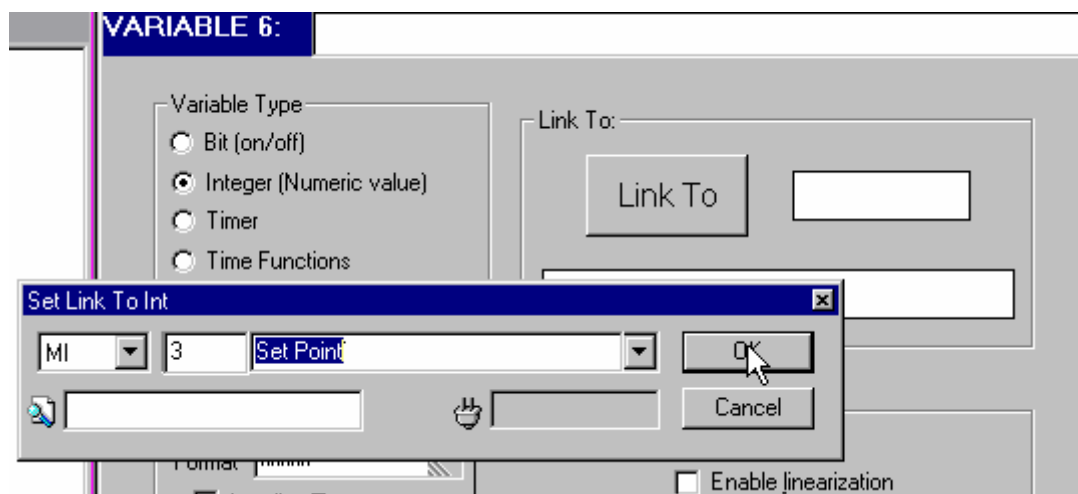 VARIABLE 6:
Variable Type
Bit (on/off)
Integer (Numeric value)
Timer
Time Functions
Link To:
Link To
Set Link To Int
MI
3
Set Point
OK
Cancel
Format
Enable linearization